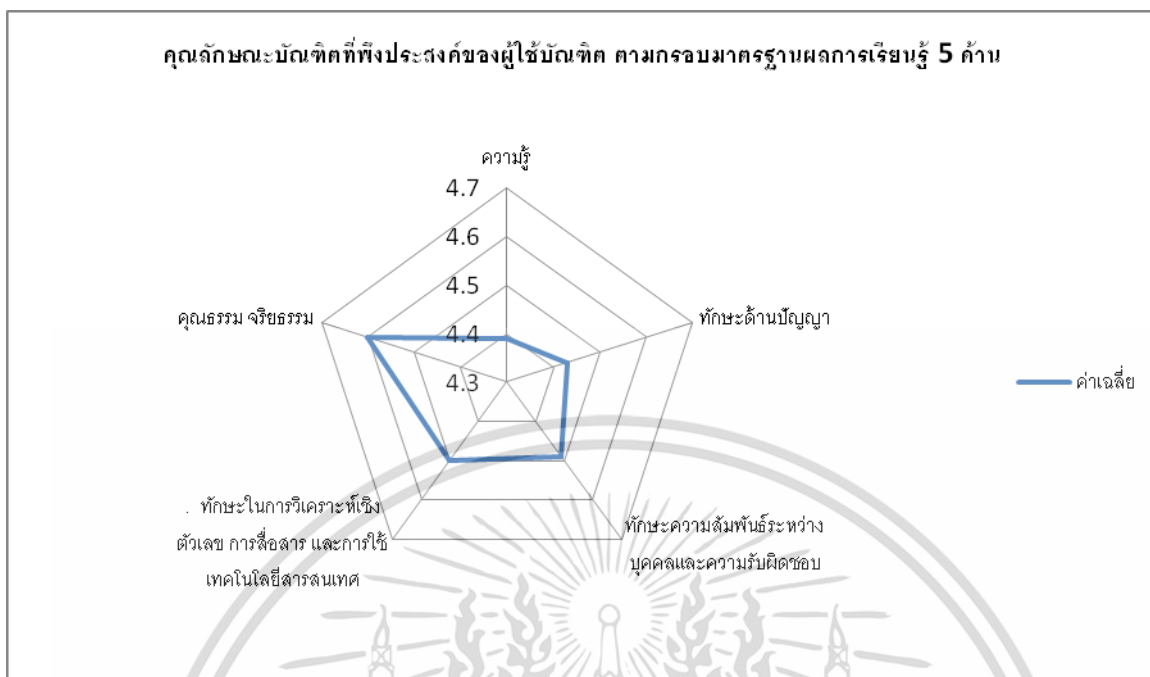 คุณลักษณะบัณฑิตที่พึงประสงค์ของผู้ใช้บัณฑิต ตามกรอบมาตรฐานผลการเรียนรู้ 5 ด้าน
ความรู้
4.7
4.6
4.5
4.4
4.3
คุณธรรม จริยธรรม
ทักษะด้านปัญญา
ค่าเฉลี่ย
. ทักษะในการวิเคราะห์เชิง
ตัวเลข การสื่อสาร และการใช้
เทคโนโลยีสารสนเทศ
ทักษะความสัมพันธ์ระหว่าง
บุคคลและความรับผิดชอบ